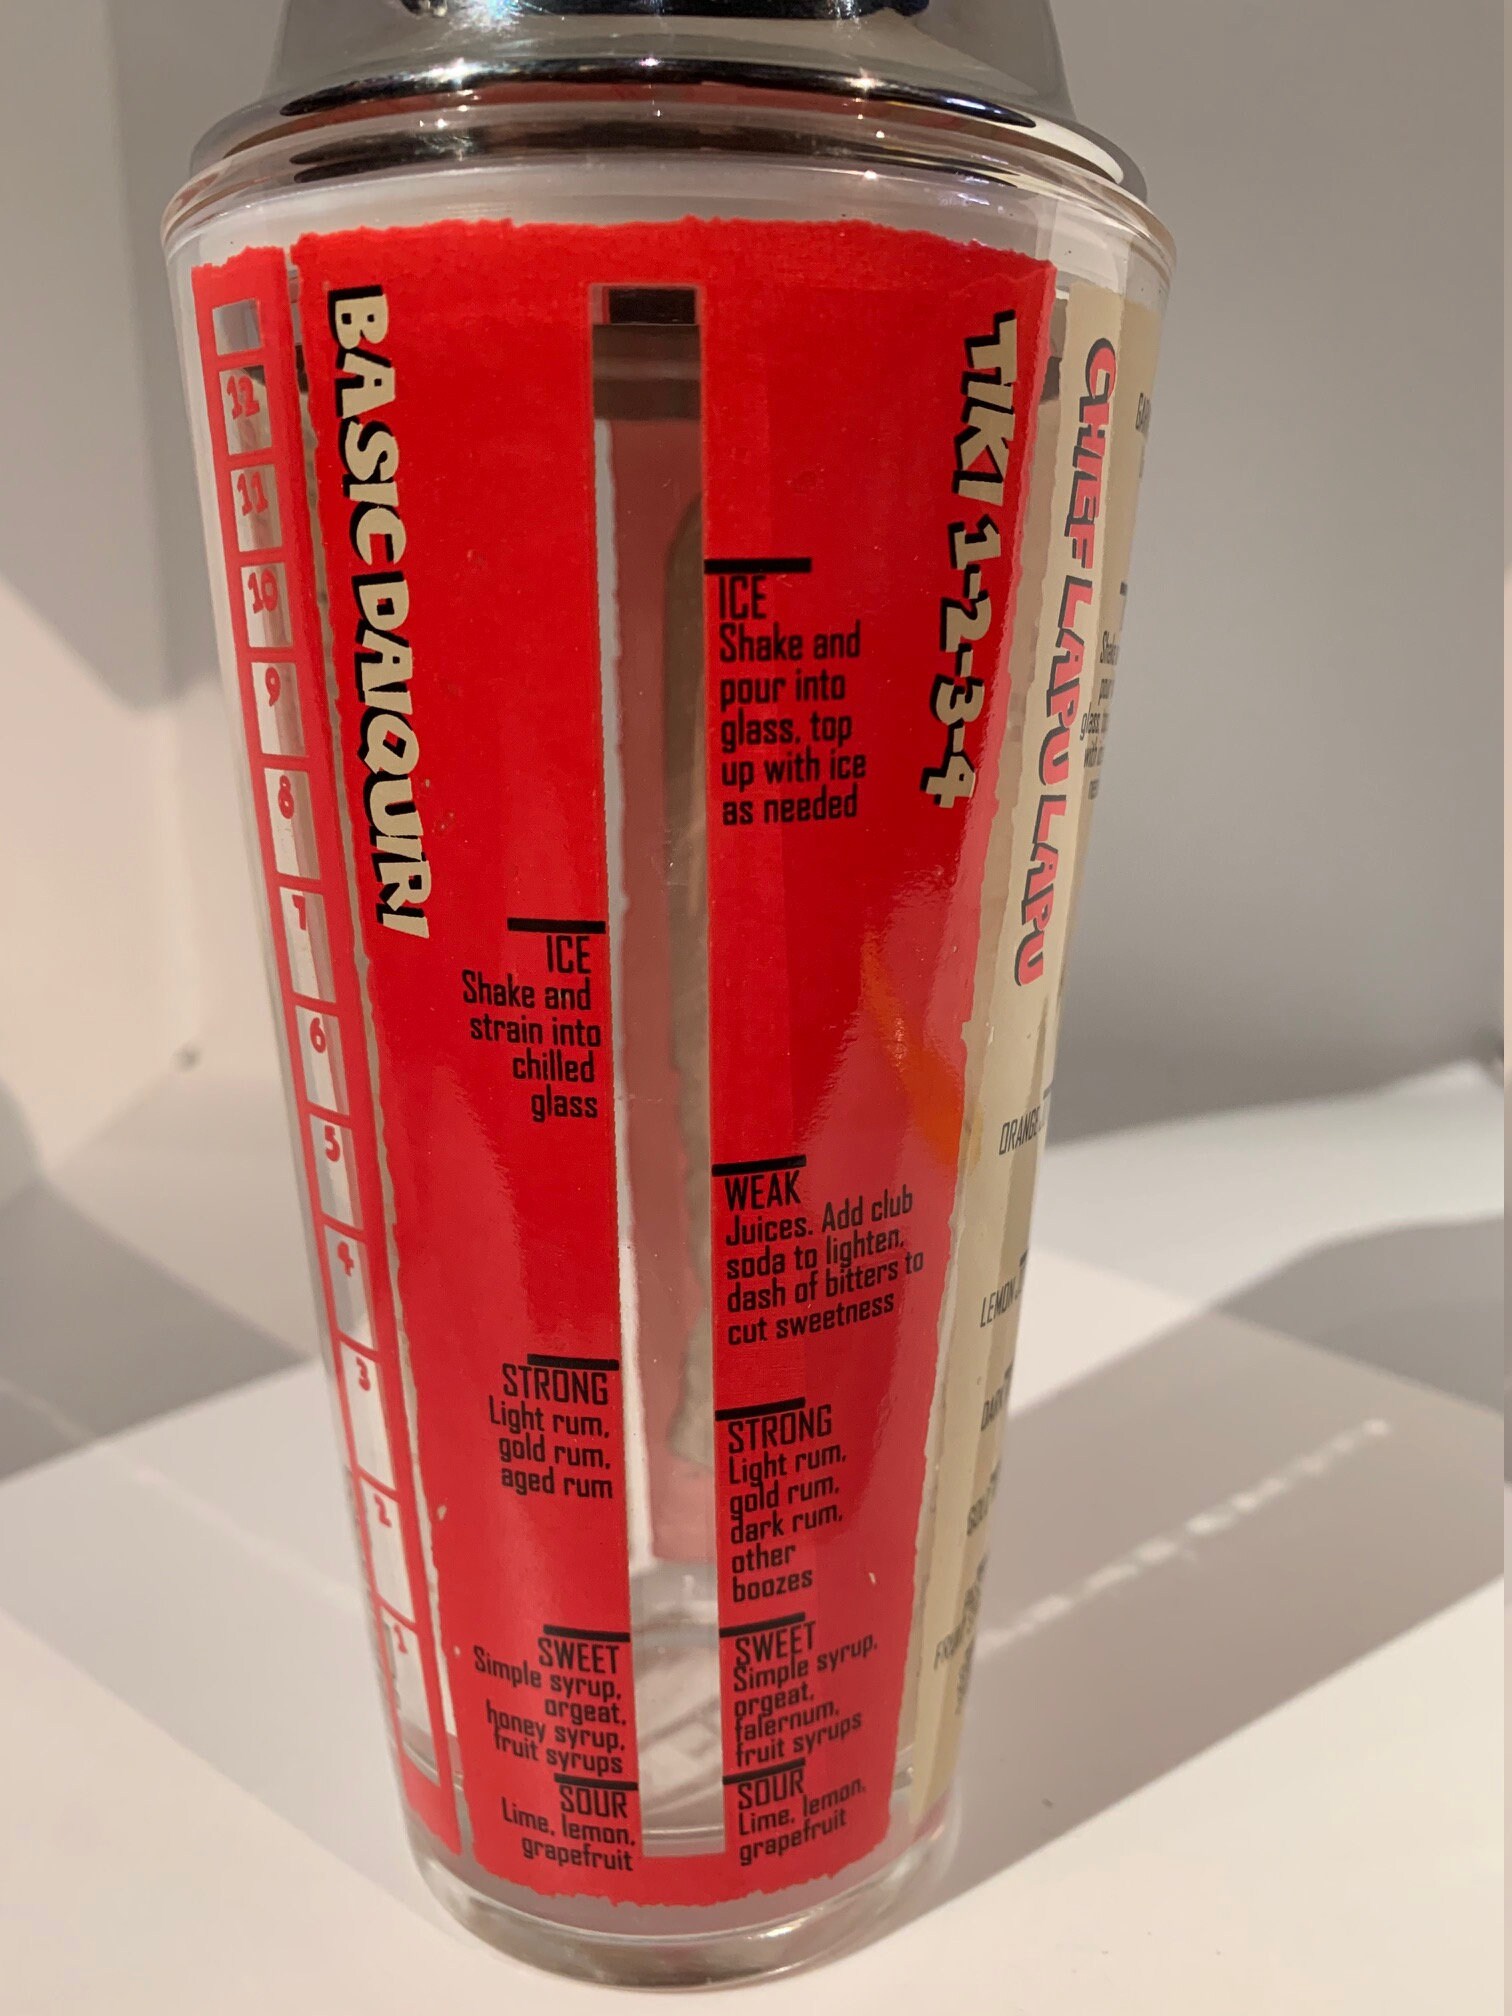 12
11
10
9
8
7
6
5
4
3
2
1
BASIC DAIQUIRI
ICE
Shake and
strain into
chilled
glass
STRONG
Light rum,
gold rum,
aged rum
SWEET
Simple syrup,
orgeat,
honey syrup,
fruit syrups
SOUR
Lime, lemon,
grapefruit
TIKI 1-2-3-4
ICE
Shake and
pour into
glass, top
up with ice
as needed
WEAK
Juices. Add club
soda to lighten,
dash of bitters to
cut sweetness
STRONG
Light rum,
gold rum,
dark rum,
other
boozes
SWEET
Simple syrup,
orgeat,
falernum,
fruit syrups
SOUR
Lime, lemon,
grapefruit
CHIEF LAPU LAPU
ORANGE
LEMON